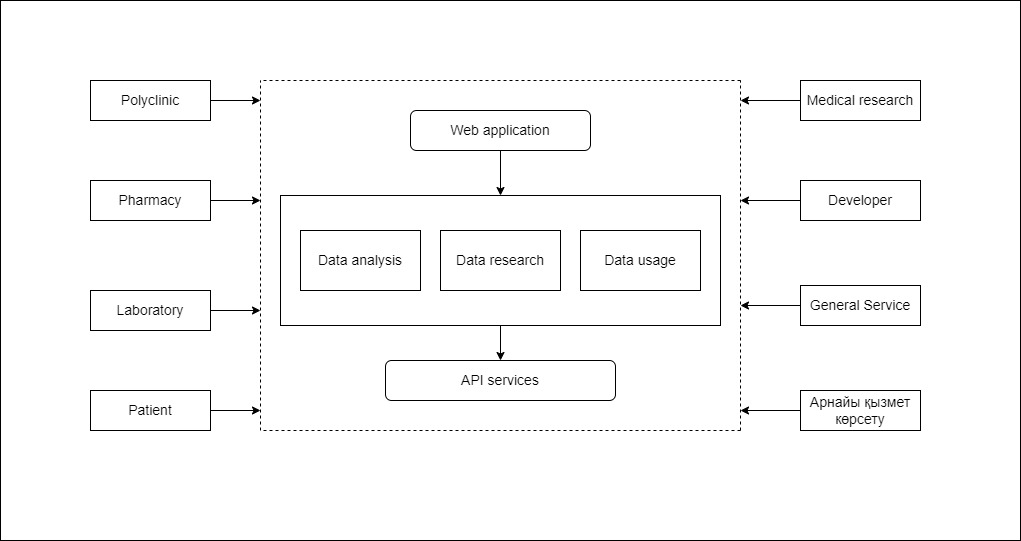 Polyclinic
Pharmacy
Laboratory
Patient
Web application
Data analysis
Data research
Data usage
API services
Medical research
Developer
General Service
Арнайы қызмет
көрсету